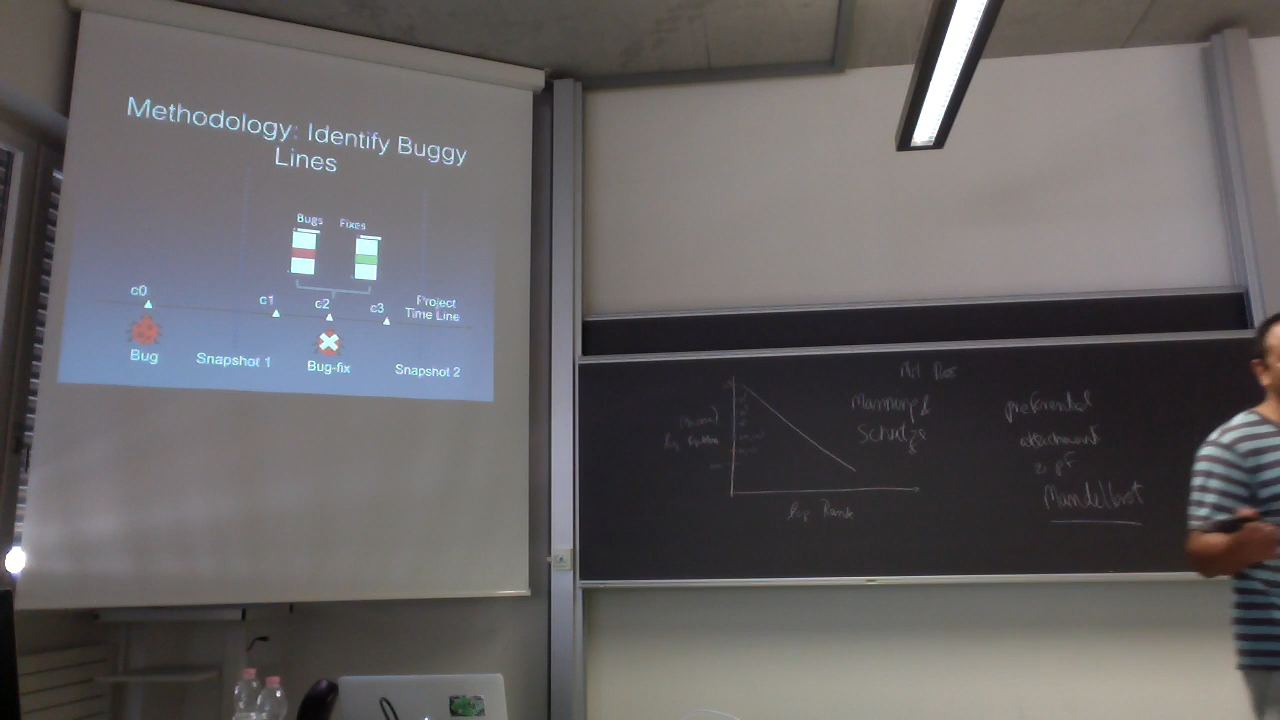 Methodology: Identify Buggy
Lines
Bugs Fixes
c0
c1
c2
c3
Project
Time Line
Bug
Snapshot 1
Bug-fix
Snapshot 2
log Rank
Manning &
Schutze
preferential
attachment
Zipf
Mandelbrot